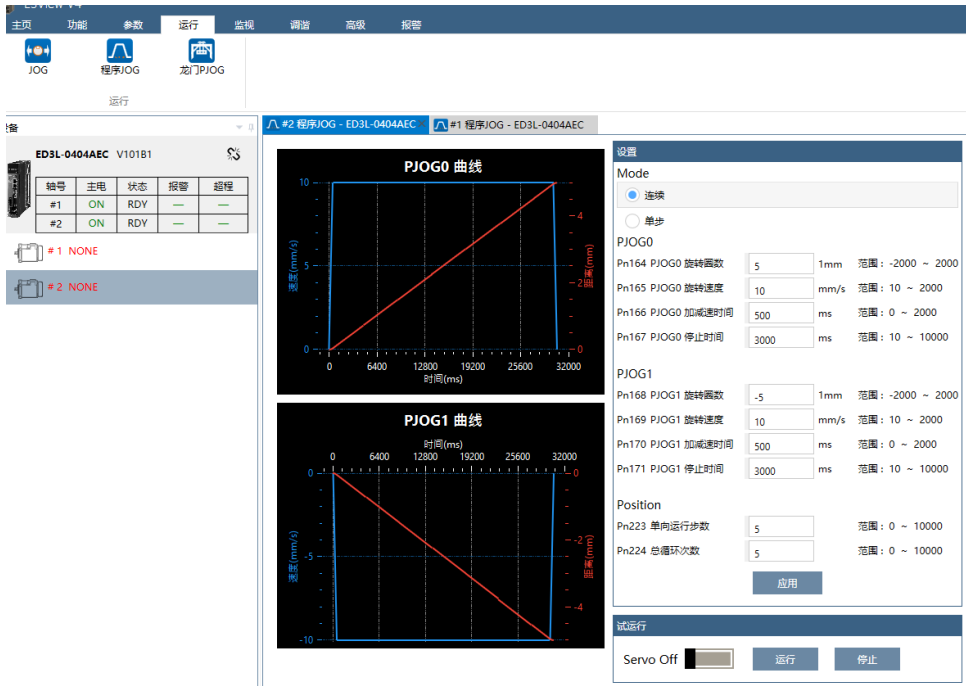 ESView V4
主页 功能 参数 运行 监视 调谐 高级 报警
JOG 程序JOG 龙门PJOG
运行
设备
#2 程序JOG - ED3L-0404AEC #1 程序JOG - ED3L-0404AEC
ED3L-0404AEC V101B1
轴号 主电 状态 报警 超程
#1 ON RDY — —
#2 ON RDY — —
# 1 NONE
# 2 NONE
PJOG0 曲线
10
5
0
速度(mm/s)
4
2
0
距离(mm)
0 6400 12800 19200 25600 32000
时间(ms)
PJOG1 曲线
时间(ms)
0 6400 12800 19200 25600 32000
0
-5
-10
速度(mm/s)
0
-2
-4
距离(mm)
设置
Mode
连续
单步
PJOG0
Pn164 PJOG0 旋转圈数 5 1mm 范围：-2000 ~ 2000
Pn165 PJOG0 旋转速度 10 mm/s 范围：10 ~ 2000
Pn166 PJOG0 加减速时间 500 ms 范围：0 ~ 2000
Pn167 PJOG0 停止时间 3000 ms 范围：10 ~ 10000
PJOG1
Pn168 PJOG1 旋转圈数 -5 1mm 范围：-2000 ~ 2000
Pn169 PJOG1 旋转速度 10 mm/s 范围：10 ~ 2000
Pn170 PJOG1 加减速时间 500 ms 范围：0 ~ 2000
Pn171 PJOG1 停止时间 3000 ms 范围：10 ~ 10000
Position
Pn223 单向运行步数 5 范围：0 ~ 10000
Pn224 总循环次数 5 范围：0 ~ 10000
应用
试运行
Servo Off 运行 停止